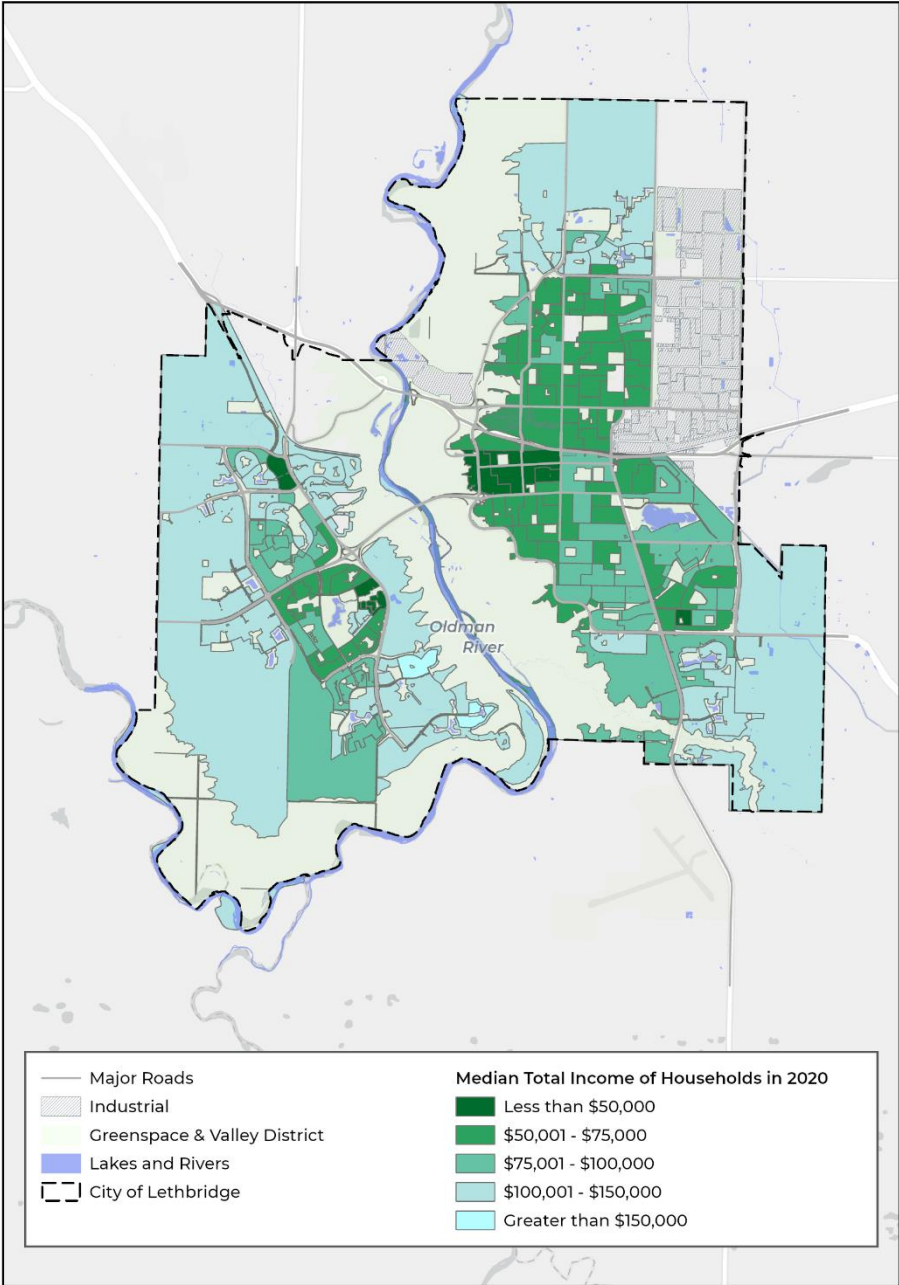 Oldman
River
Major Roads
Industrial
Greenspace & Valley District
Lakes and Rivers
City of Lethbridge
Median Total Income of Households in 2020
Less than $50,000
$50,001 - $75,000
$75,001 - $100,000
$100,001 - $150,000
Greater than $150,000